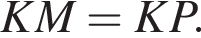 KM = KP.